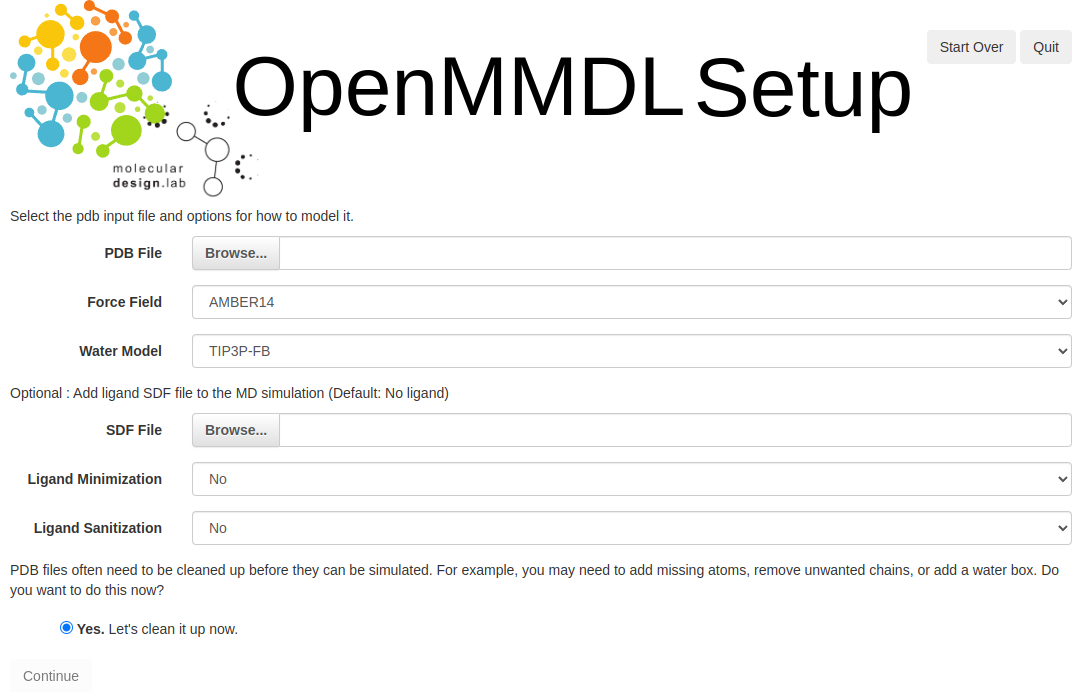 OpenMMDL Setup
Start Over
Quit
molecular
design.lab
Select the pdb input file and options for how to model it.
PDB File
Browse...
Force Field
AMBER14
Water Model
TIP3P-FB
Optional : Add ligand SDF file to the MD simulation (Default: No ligand)
SDF File
Browse...
Ligand Minimization
No
Ligand Sanitization
No
PDB files often need to be cleaned up before they can be simulated. For example, you may need to add missing atoms, remove unwanted chains, or add a water box. Do
you want to do this now?
Yes. Let's clean it up now.
Continue